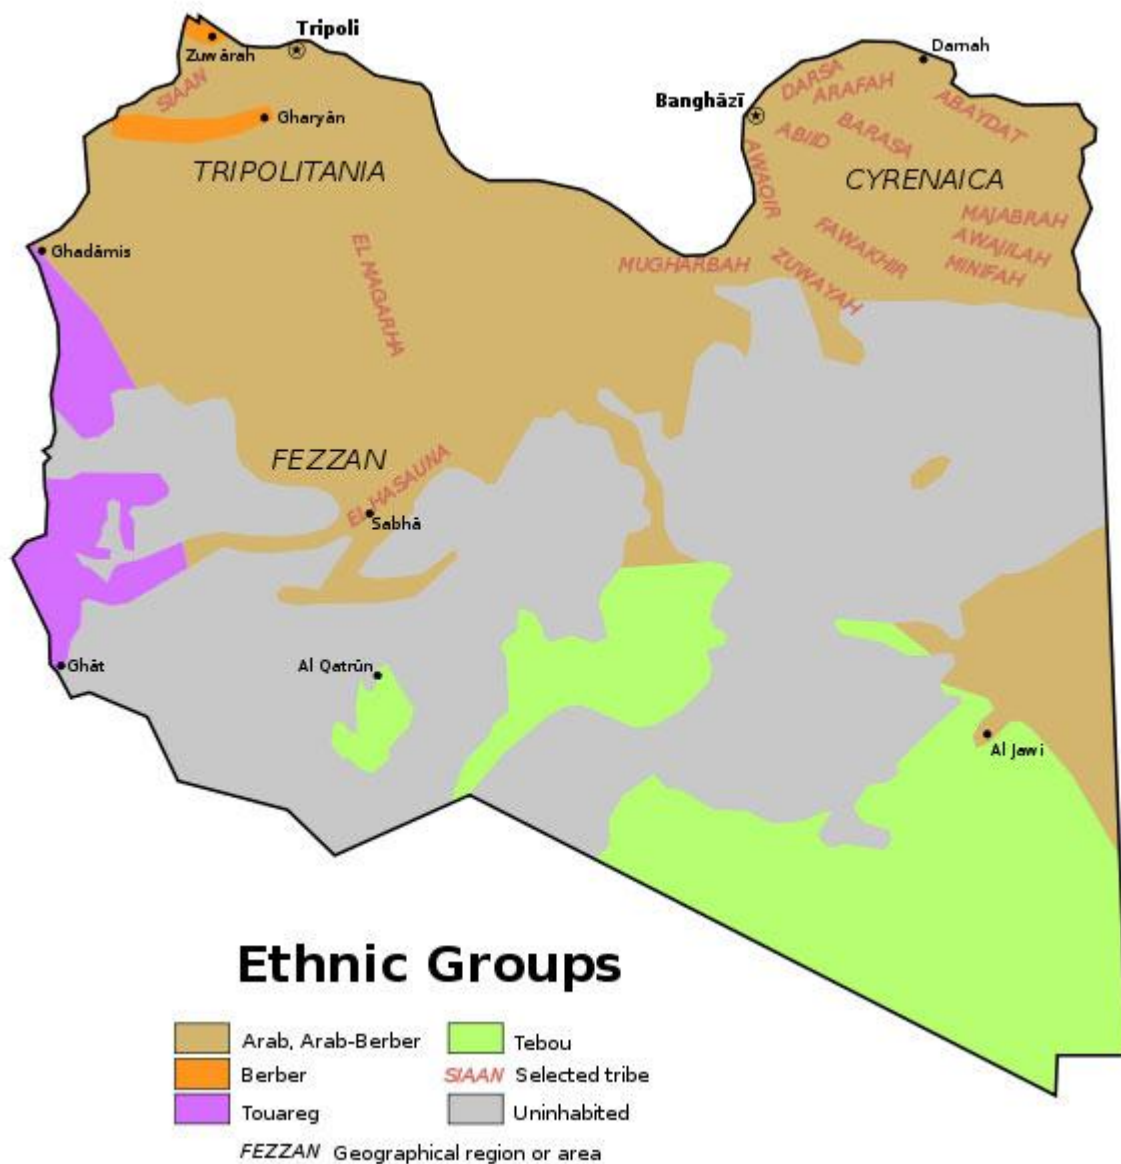 Tripoli
Zuwārah
Darnah
SIAAN
DARSA
ARAFAH
Banghāzī
ABAYDAT
Gharyān
ABIID
BARASA
TRIPOLITANIA
AWAQIR
CYRENAICA
MAJABRAH
Ghadāmis
EL MAGARHA
FAWAKHIR
AWAJILAH
MUGHARBAH
ZUWAYAH
MINIFAH
FEZZAN
EL HASAUNA
Sabhā
Ghāt
Al Qatrūn
Al Jawi
Ethnic Groups
Arab, Arab-Berber
Tebou
Berber
SIAAN Selected tribe
Touareg
Uninhabited
FEZZAN Geographical region or area